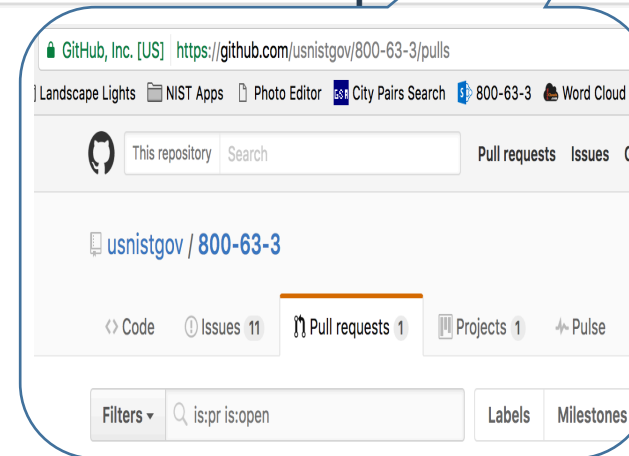 GitHub, Inc. [US] https://github.com/usnistgov/800-63-3/pulls
Landscape Lights NIST Apps Photo Editor GSA City Pairs Search 800-63-3 Word Cloud
This repository Search Pull requests Issues
usnistgov / 800-63-3
Code Issues 11 Pull requests 1 Projects 1 Pulse
Filters is:pr is:open Labels Milestones